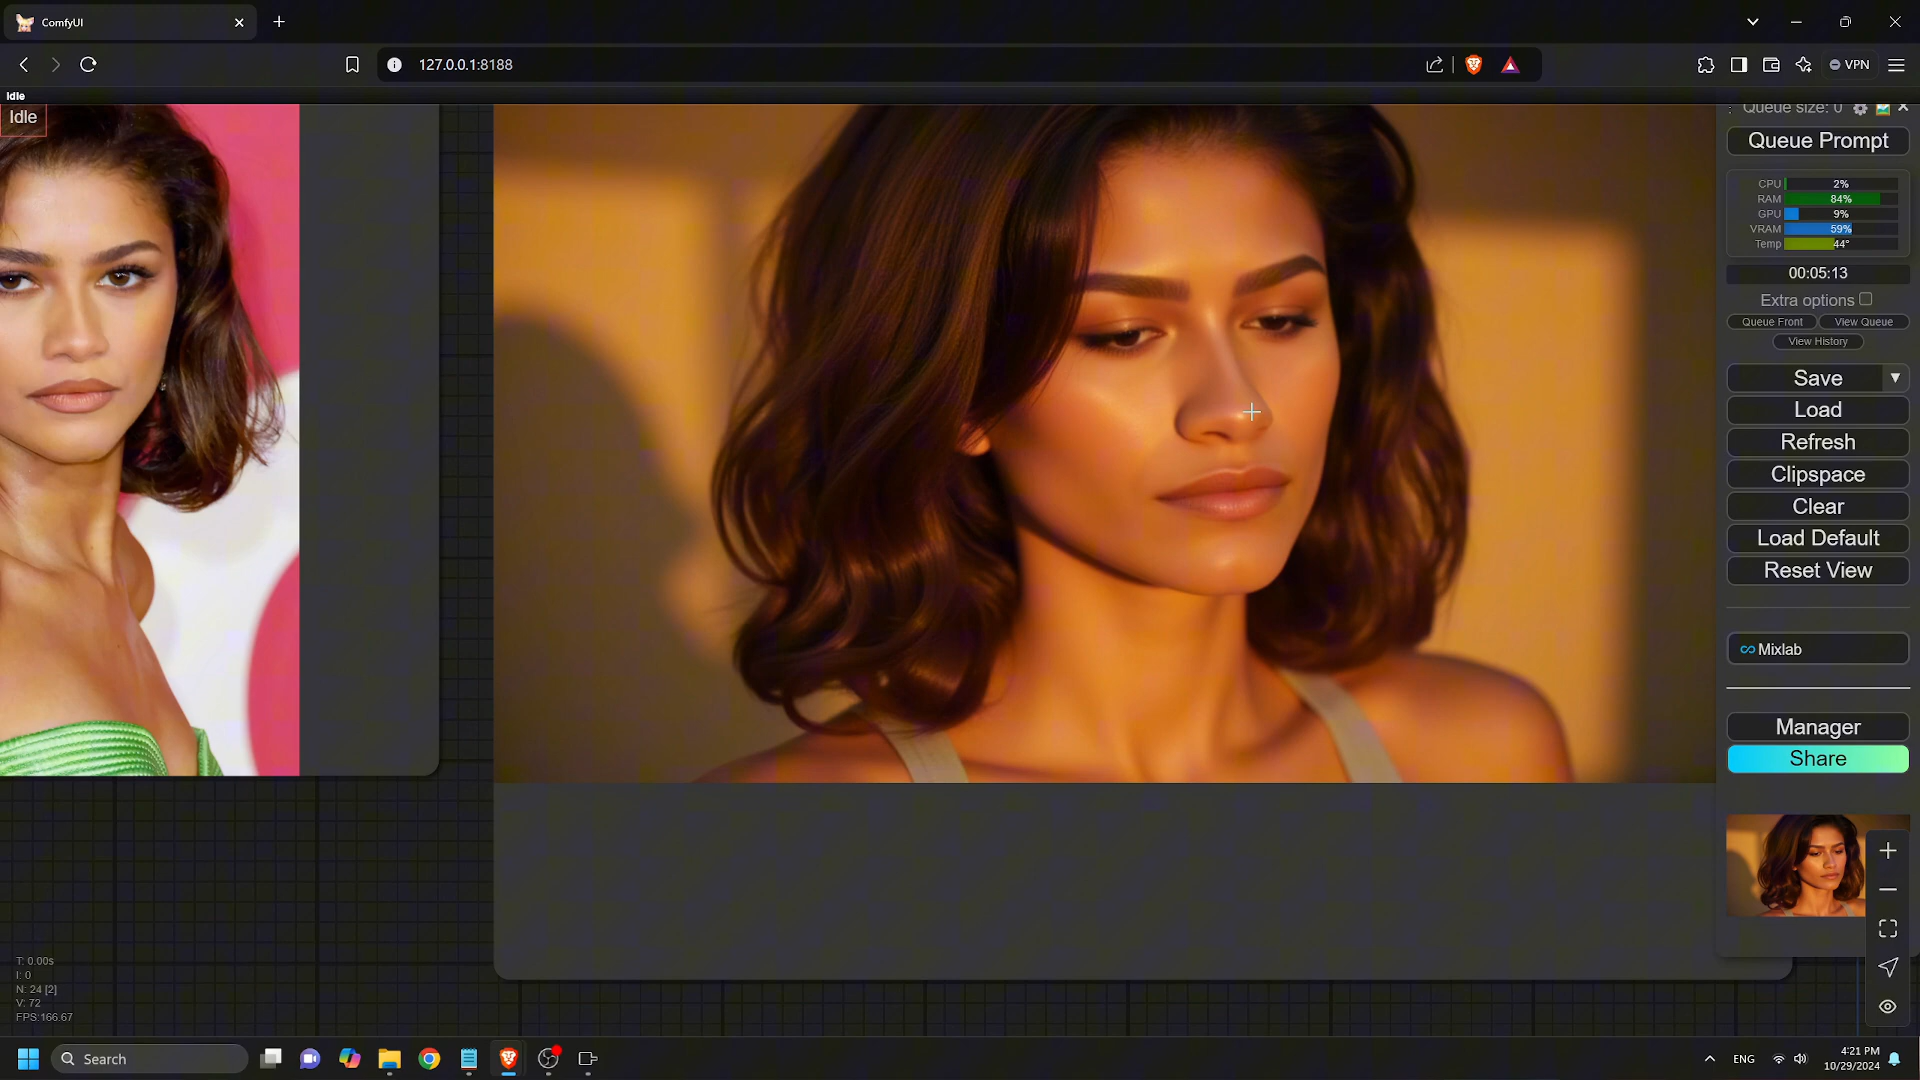 ComfyUI
127.0.0.1:8188
VPN
Idle
Idle
Queue size: 0
Queue Prompt
CPU 2%
RAM 84%
GPU 9%
VRAM 59%
Temp 44°
00:05:13
Extra options
Queue Front View Queue
View History
Save ▼
Load
Refresh
Clipspace
Clear
Load Default
Reset View
Mixlab
Manager
Share
T: 0.00s
I: 0
N: 24 [2]
V: 72
FPS:166.67
Search
ENG
4:21 PM
10/29/2024